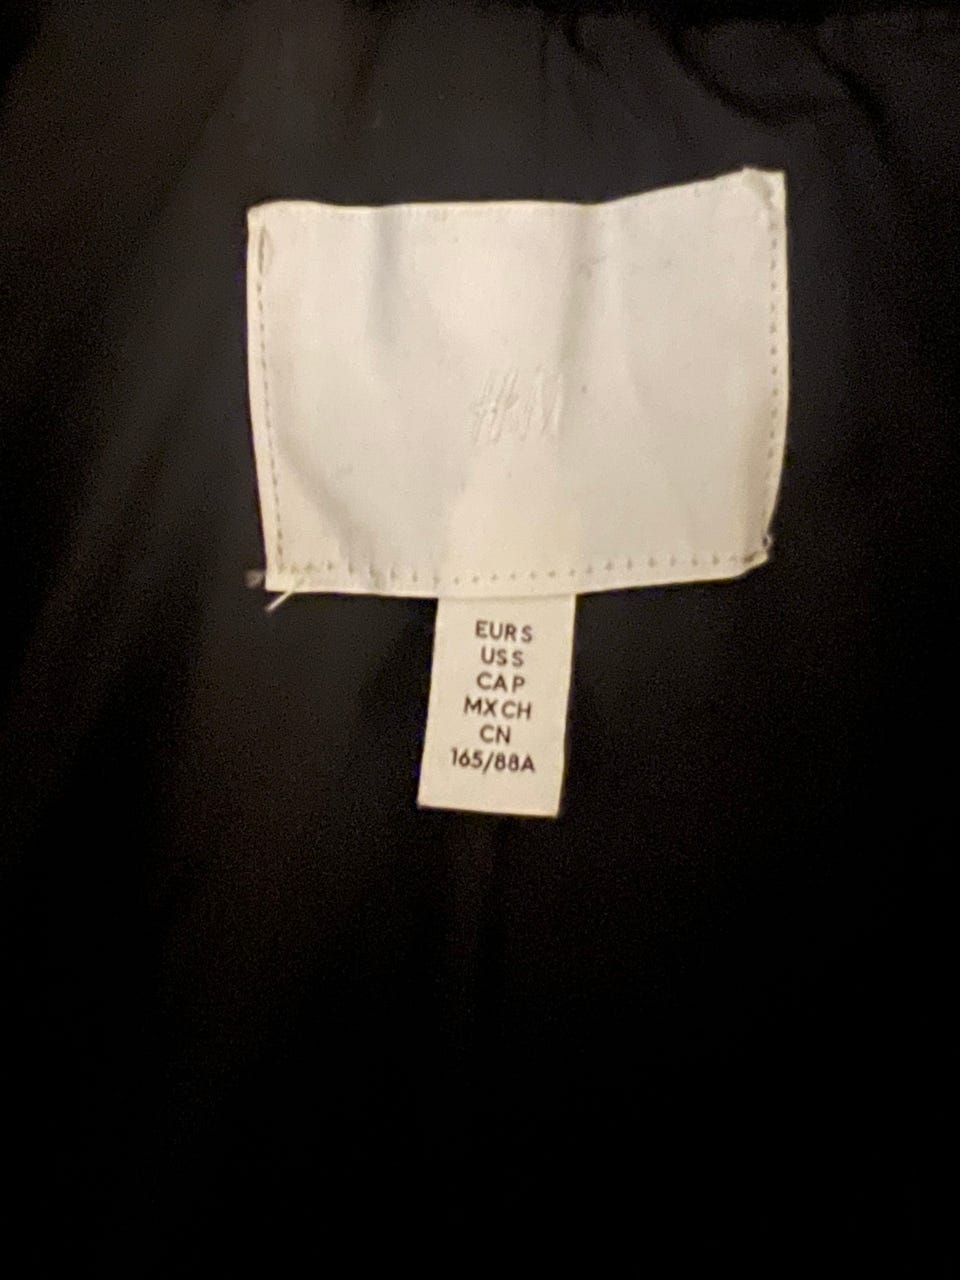 H&M
EUR S
US S
CA P
MX CH
CN
165/88A